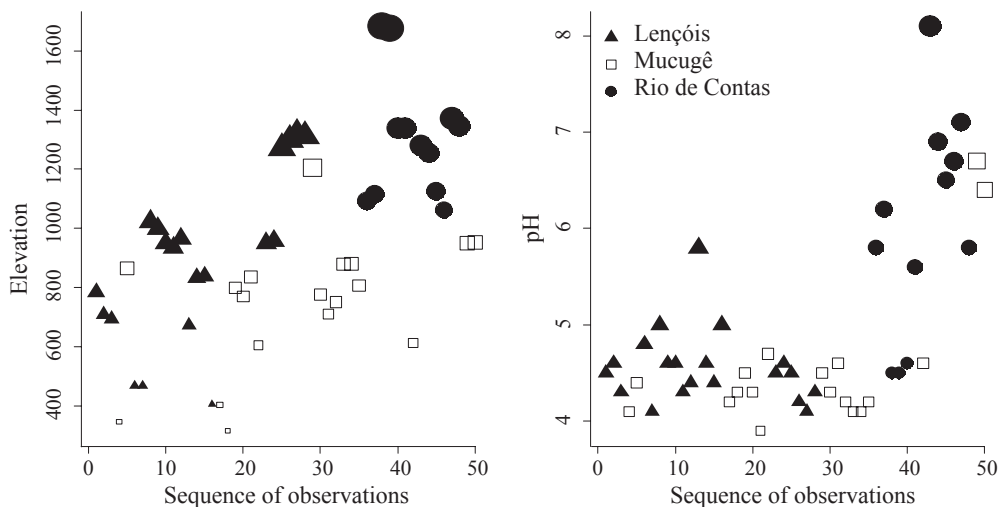 1600
1400
1200
1000
800
600
400
Elevation
0 10 20 30 40 50
Sequence of observations
Lençóis
Mucugê
Rio de Contas
8
7
6
5
4
pH
0 10 20 30 40 50
Sequence of observations